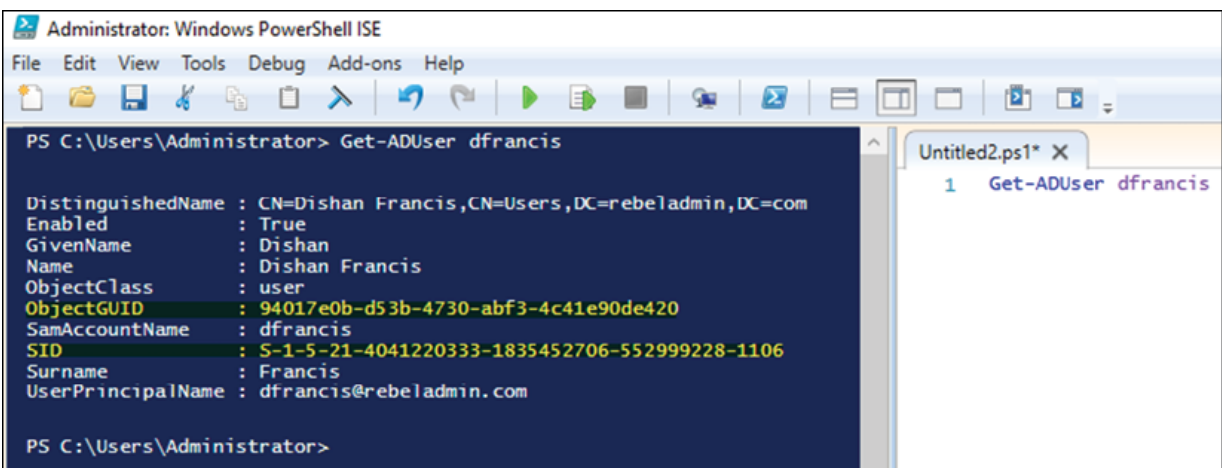 Administrator: Windows PowerShell ISE
File Edit View Tools Debug Add-ons Help
PS C:\Users\Administrator> Get-ADUser dfrancis
DistinguishedName : CN=Dishan Francis,CN=Users,DC=rebeladmin,DC=com
Enabled : True
GivenName : Dishan
Name : Dishan Francis
ObjectClass : user
ObjectGUID : 94017e0b-d53b-4730-abf3-4c41e90de420
SamAccountName : dfrancis
SID : S-1-5-21-4041220333-1835452706-552999228-1106
Surname : Francis
UserPrincipalName : dfrancis@rebeladmin.com
PS C:\Users\Administrator>
Untitled2.ps1* X
1 Get-ADUser dfrancis